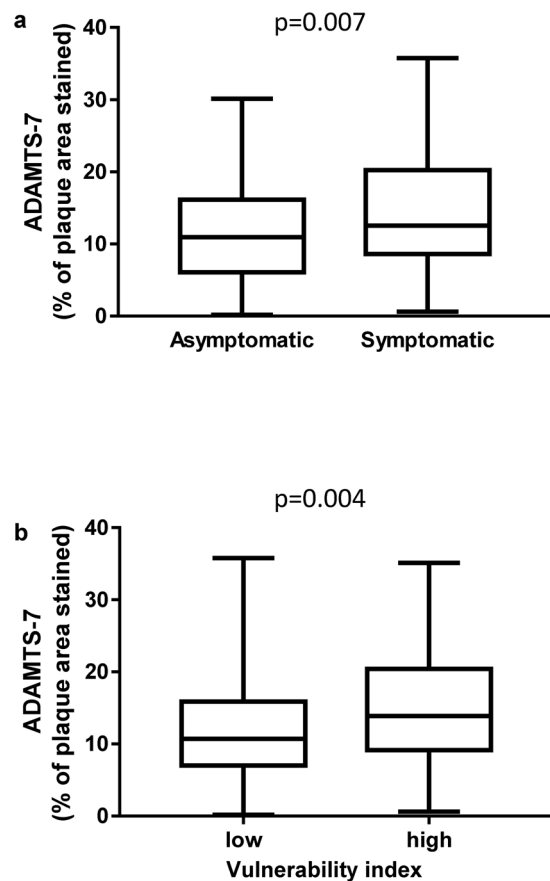 a
p=0.007
ADAMTS-7
(% of plaque area stained)
40
30
20
10
0
Asymptomatic Symptomatic
p=0.004
b
ADAMTS-7
(% of plaque area stained)
40
30
20
10
0
low high
Vulnerability index